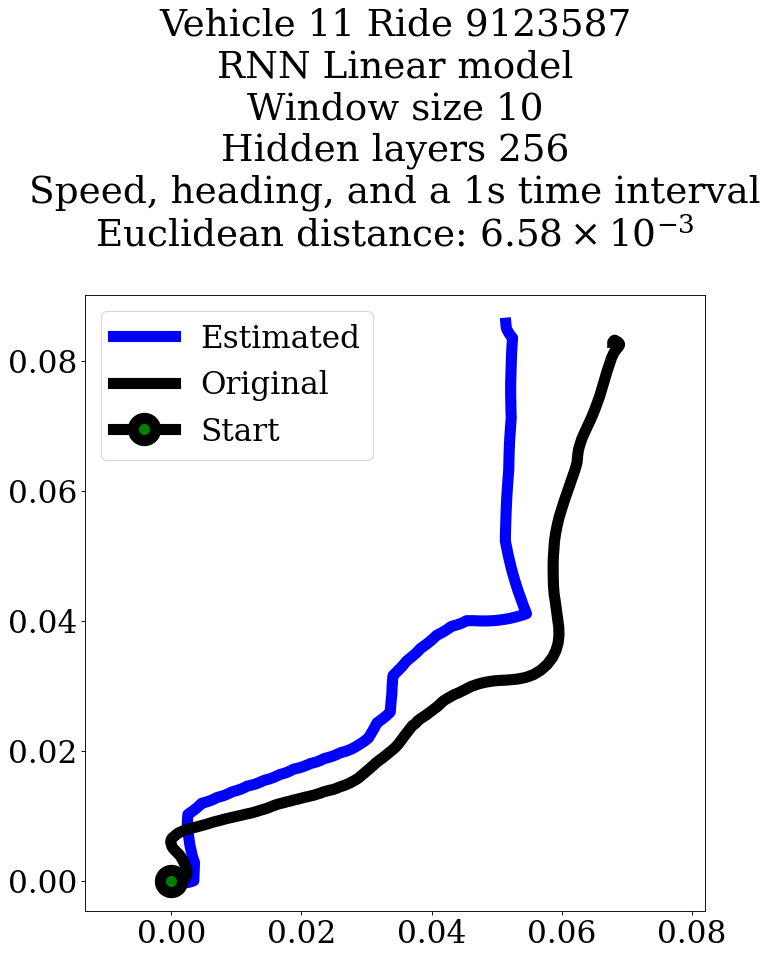 Vehicle 11 Ride 9123587
RNN Linear model
Window size 10
Hidden layers 256
Speed, heading, and a 1s time interval
Euclidean distance: 6.58 × 10⁻³
Estimated
Original
Start
0.08
0.06
0.04
0.02
0.00
0.00 0.02 0.04 0.06 0.08